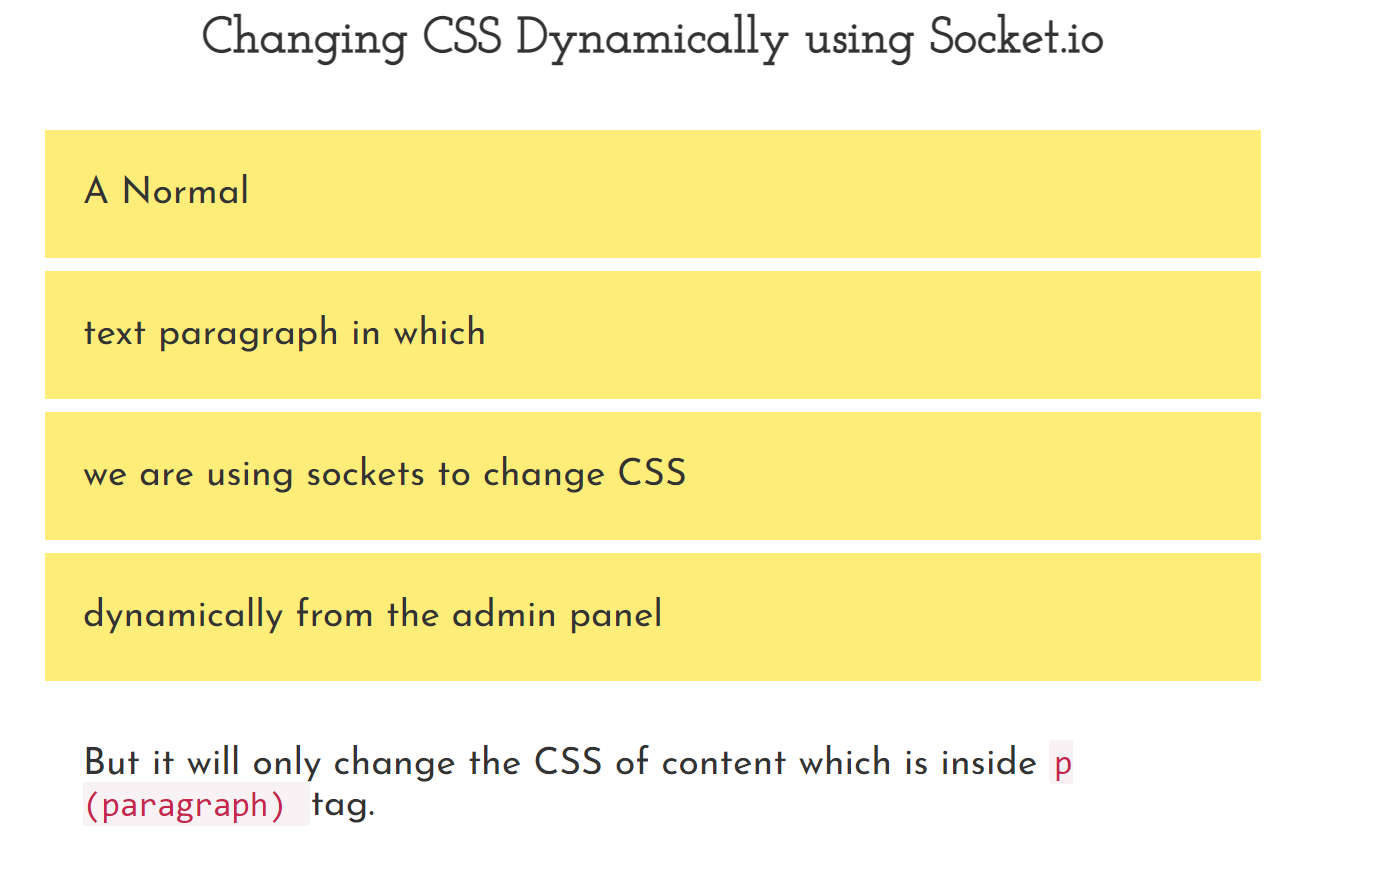 Changing CSS Dynamically using Socket.io
A Normal
text paragraph in which
we are using sockets to change CSS
dynamically from the admin panel
But it will only change the CSS of content which is inside p
(paragraph) tag.